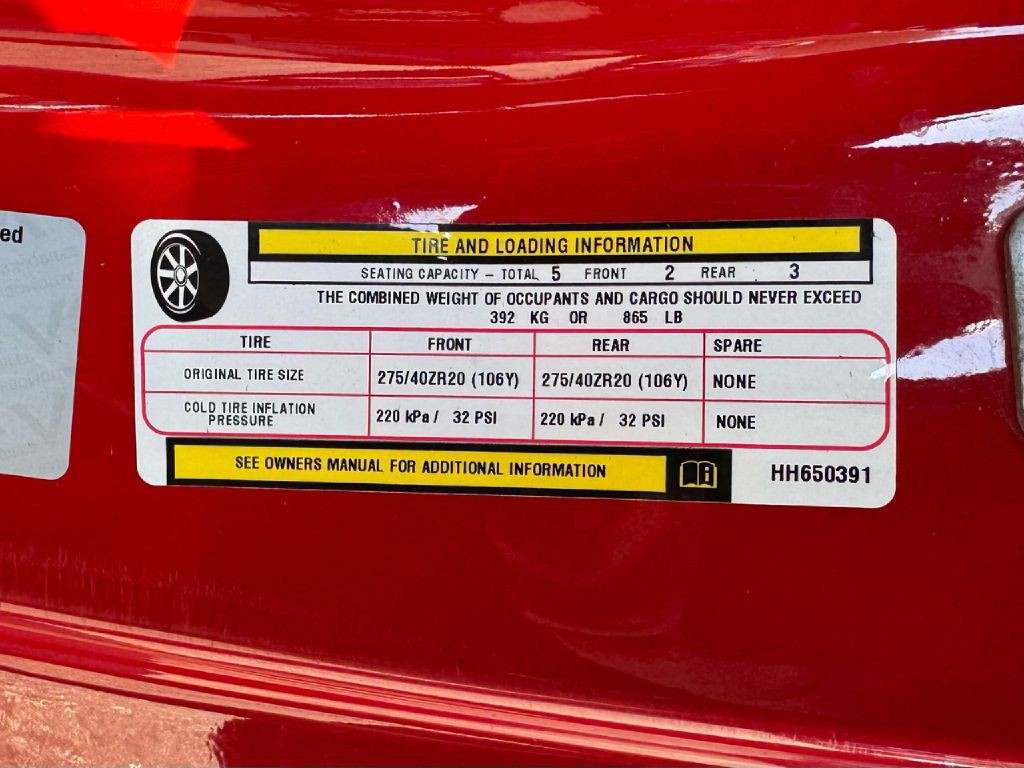 ed
TIRE AND LOADING INFORMATION
SEATING CAPACITY – TOTAL 5 FRONT 2 REAR 3
THE COMBINED WEIGHT OF OCCUPANTS AND CARGO SHOULD NEVER EXCEED
392 KG OR 865 LB
TIRE FRONT REAR SPARE
ORIGINAL TIRE SIZE 275/40ZR20 (106Y) 275/40ZR20 (106Y) NONE
COLD TIRE INFLATION
PRESSURE 220 kPa / 32 PSI 220 kPa / 32 PSI NONE
SEE OWNERS MANUAL FOR ADDITIONAL INFORMATION
HH650391